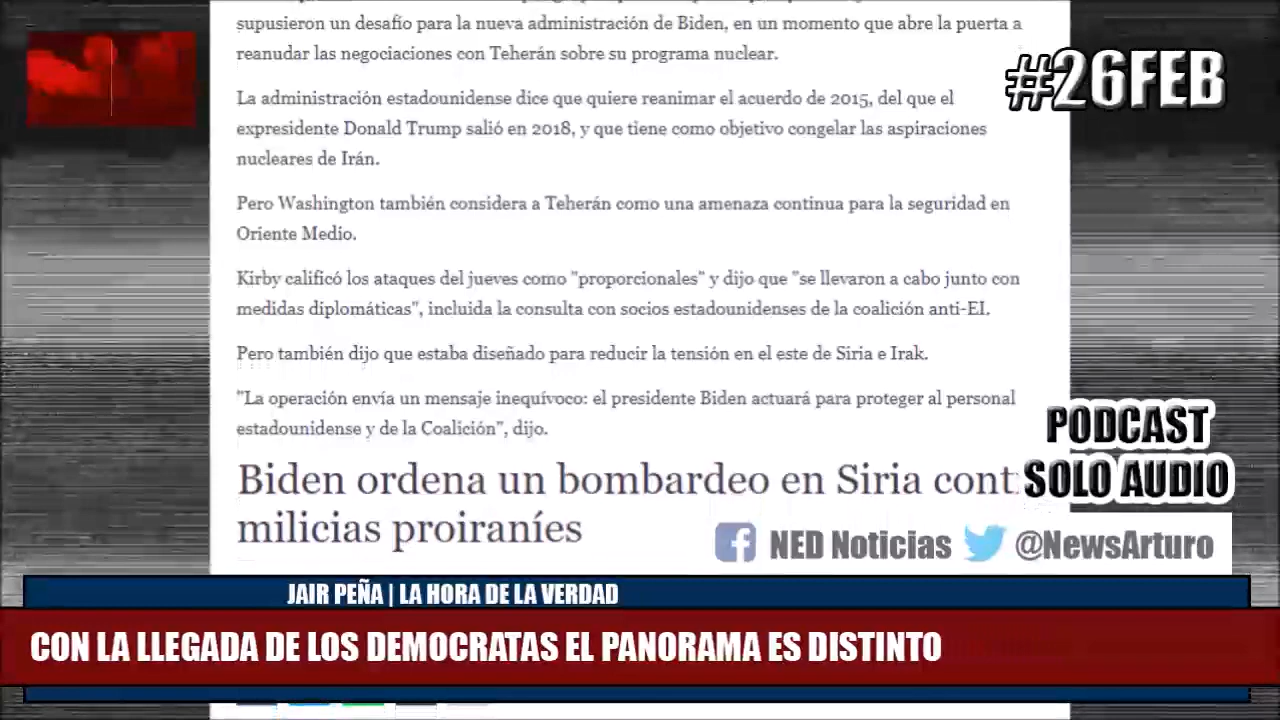 supusieron un desafío para la nueva administración de Biden, en un momento que abre la puerta a
reanudar las negociaciones con Teherán sobre su programa nuclear.
#26FEB
La administración estadounidense dice que quiere reanimar el acuerdo de 2015, del que el
expresidente Donald Trump salió en 2018, y que tiene como objetivo congelar las aspiraciones
nucleares de Irán.
Pero Washington también considera a Teherán como una amenaza continua para la seguridad en
Oriente Medio.
Kirby calificó los ataques del jueves como "proporcionales" y dijo que "se llevaron a cabo junto con
medidas diplomáticas", incluida la consulta con socios estadounidenses de la coalición anti-EI.
Pero también dijo que estaba diseñado para reducir la tensión en el este de Siria e Irak.
"La operación envía un mensaje inequívoco: el presidente Biden actuará para proteger al personal
estadounidense y de la Coalición", dijo.
PODCAST
SOLO AUDIO
Biden ordena un bombardeo en Siria cont
milicias proiraníes
NED Noticias @NewsArturo
JAIR PEÑA | LA HORA DE LA VERDAD
CON LA LLEGADA DE LOS DEMOCRATAS EL PANORAMA ES DISTINTO